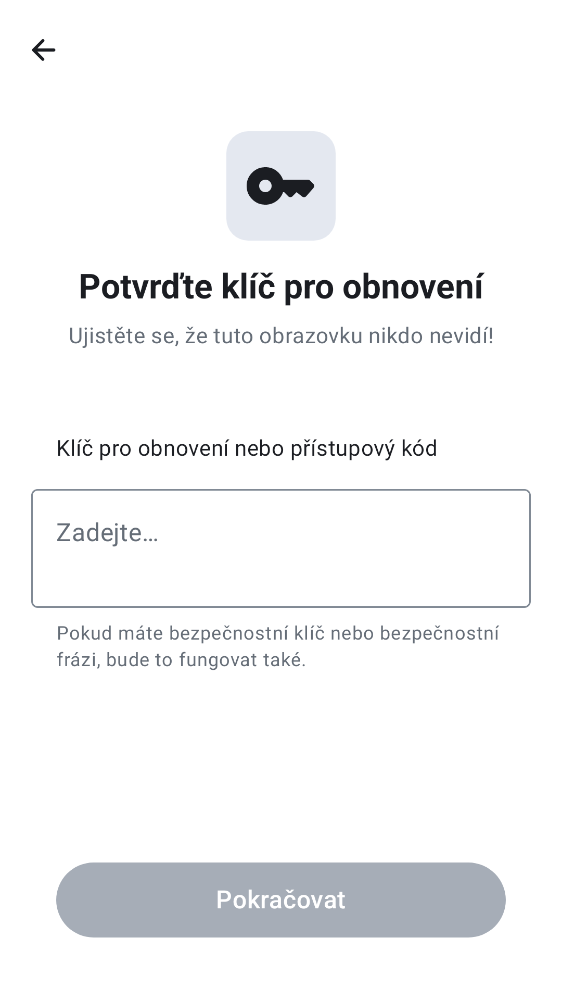 Potvrďte klíč pro obnovení
Ujistěte se, že tuto obrazovku nikdo nevidí!
Klíč pro obnovení nebo přístupový kód
Zadejte…
Pokud máte bezpečnostní klíč nebo bezpečnostní
frázi, bude to fungovat také.
Pokračovat